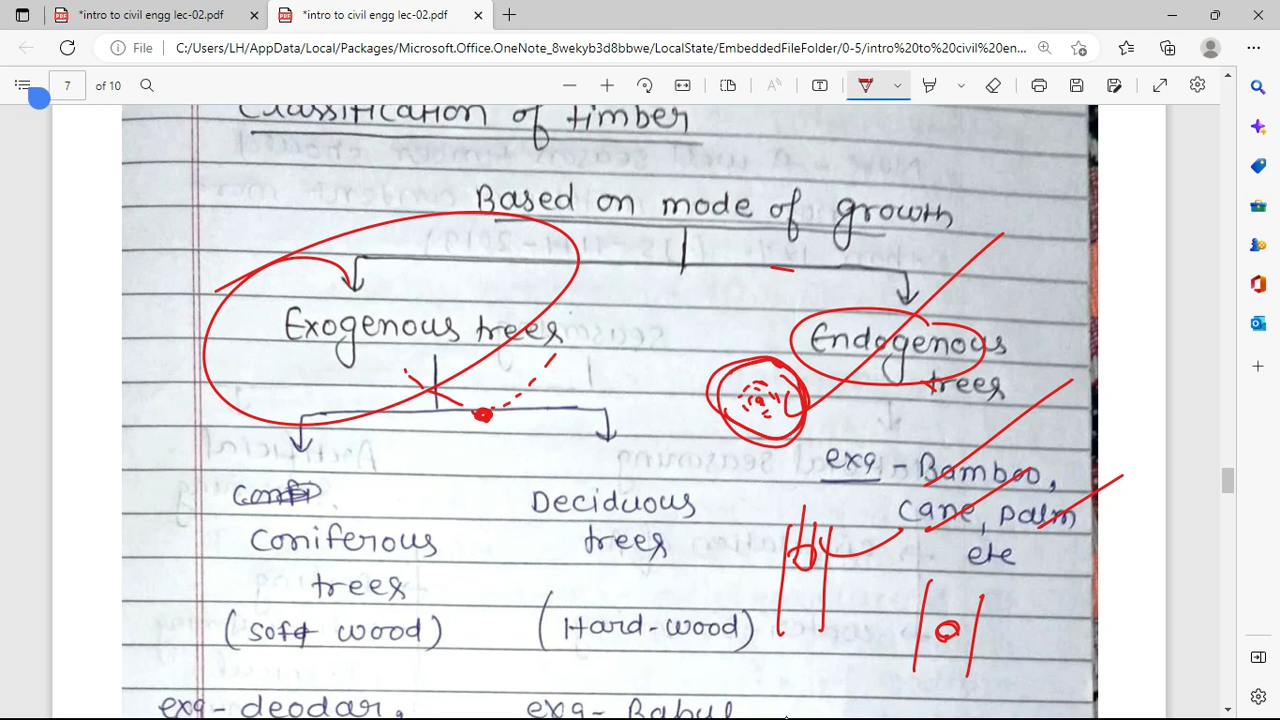 *intro to civil engg lec-02.pdf
*intro to civil engg lec-02.pdf
File
C:/Users/LH/AppData/Local/Packages/Microsoft.Office.OneNote_8wekyb3d8bbwe/LocalState/EmbeddedFileFolder/0-5/intro%20to%20civil%20en...
7 of 10
Classification of timber
Based on mode of growth
Exogenous trees
Endogenous trees
exa - Bamboo, cane, palm etc
Coniferous trees
(soft wood)
Deciduous trees
(Hard-wood)
exa- deodar,
exa- Babul